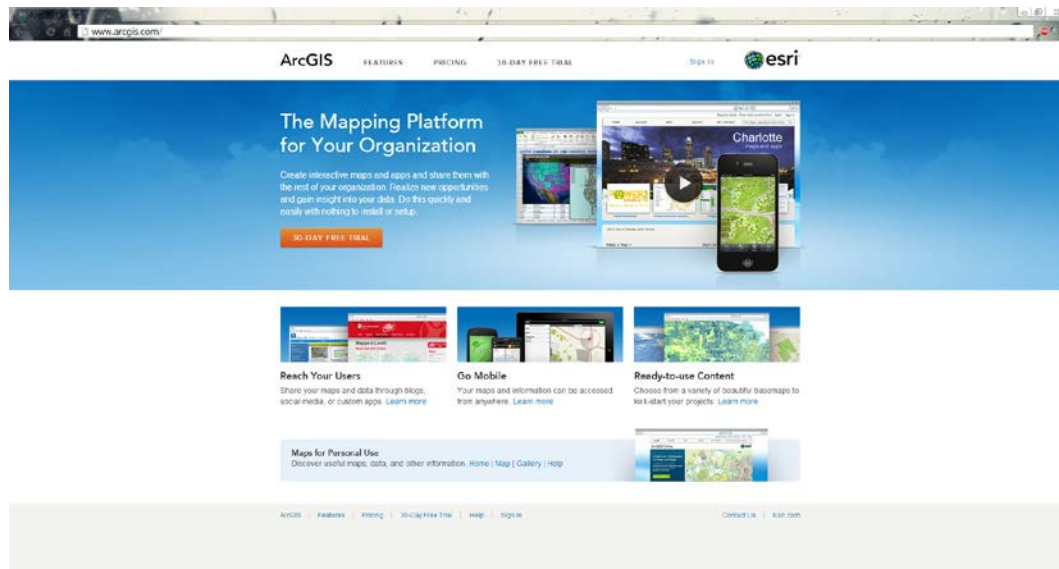 www.arcgis.com/
ArcGIS FEATURES PRICING 30-DAY FREE TRIAL Sign In esri
The Mapping Platform
for Your Organization
Create interactive maps and apps and share them with
the rest of your organization. Realize new opportunities
and gain insight into your data. Do this quickly and
easily with nothing to install or setup.
30-DAY FREE TRIAL
Charlotte
maps and apps
Reach Your Users
Share your maps and data through blogs,
social media, or custom apps. Learn more
Go Mobile
Your maps and information can be accessed
from anywhere. Learn more
Ready-to-use Content
Choose from a variety of beautiful basemaps to
kick-start your projects. Learn more
Maps for Personal Use
Discover useful maps, data, and other information. Home | Map | Gallery | Help
ArcGIS | Features | Pricing | 30-Day Free Trial | Help | Sign In Contact Us | Esri.com